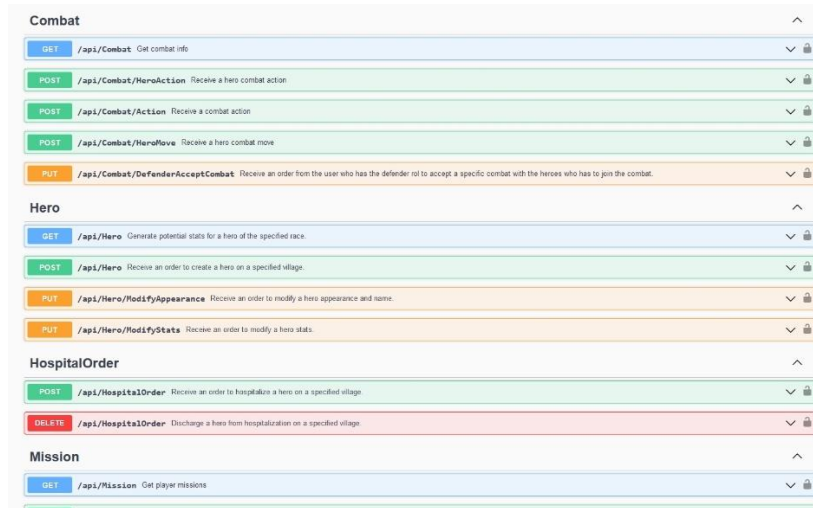 Combat
GET /api/Combat Get combat info
POST /api/Combat/HeroAction Receive a hero combat action
POST /api/Combat/Action Receive a combat action
POST /api/Combat/HeroMove Receive a hero combat move
PUT /api/Combat/DefenderAcceptCombat Receive an order from the user who has the defender rol to accept a specific combat with the heroes who has to join the combat.
Hero
GET /api/Hero Generate potential stats for a hero of the specified race.
POST /api/Hero Receive an order to create a hero on a specified village.
PUT /api/Hero/ModifyAppearance Receive an order to modify a hero appearance and name.
PUT /api/Hero/ModifyStats Receive an order to modify a hero stats.
HospitalOrder
POST /api/HospitalOrder Receive an order to hospitalize a hero on a specified village
DELETE /api/HospitalOrder Discharge a hero from hospitalization on a specified village.
Mission
GET /api/Mission Get player missions